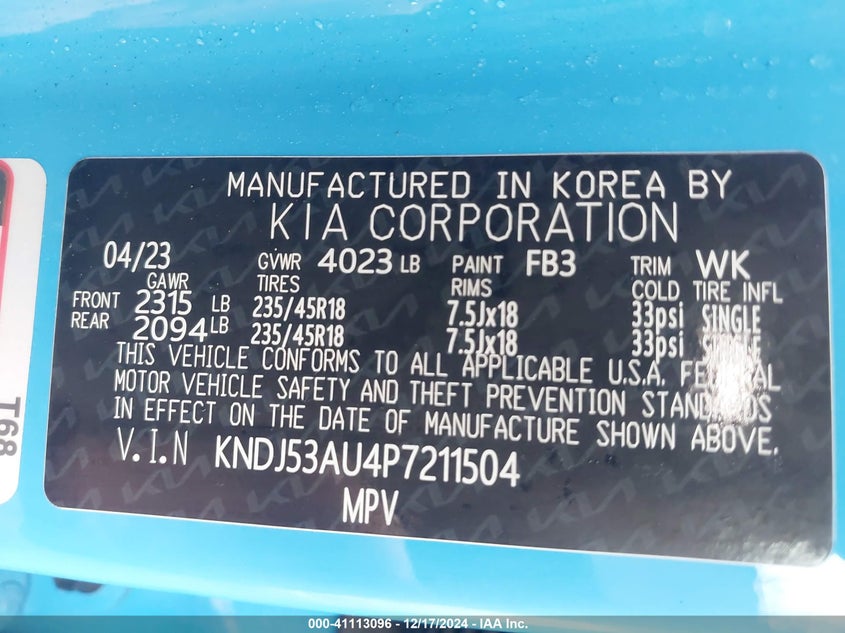 MANUFACTURED IN KOREA BY
KIA CORPORATION
04/23 GVWR 4023 LB PAINT FB3 TRIM WK
GAWR TIRES RIMS COLD TIRE INFL
FRONT 2315 LB 235/45R18 7.5Jx18 33psi SINGLE
REAR 2094 LB 235/45R18 7.5Jx18 33psi SINGLE
THIS VEHICLE CONFORMS TO ALL APPLICABLE U.S.A. FEDERAL
MOTOR VEHICLE SAFETY AND THEFT PREVENTION STANDARDS
IN EFFECT ON THE DATE OF MANUFACTURE SHOWN ABOVE.
V.I.N KNDJ53AU4P7211504
MPV
T68
000-41113096 - 12/17/2024 - IAA Inc.